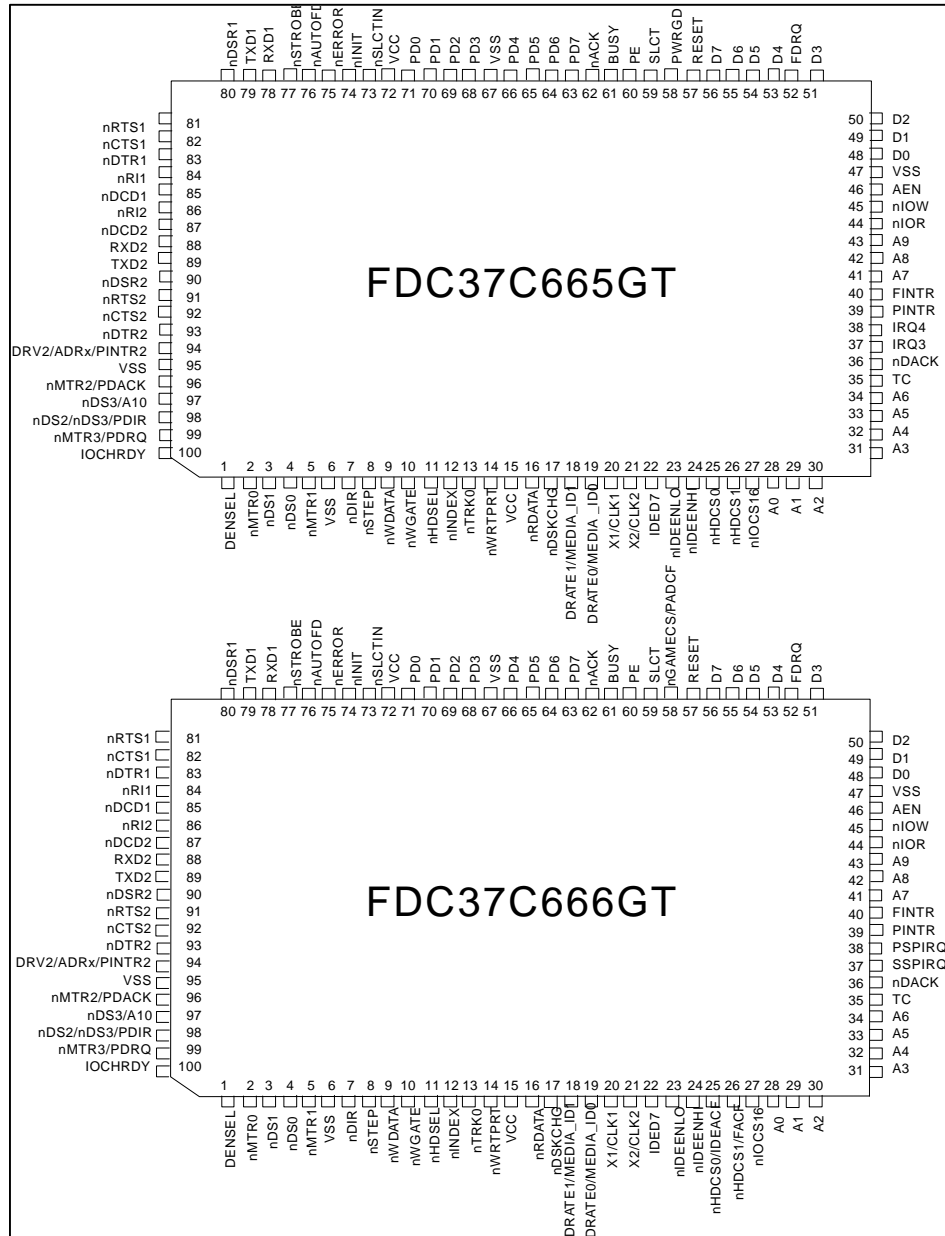 nDSR1 TXD1 RXD1 nSTROBE nAUTOFD nERROR nINIT nSLCTIN VCC PD0 PD1 PD2 PD3 VSS PD4 PD5 PD6 PD7 nACK BUSY PE SLCT PWRGD RESET D7 D6 D5 D4 FDRQ D3
80 79 78 77 76 75 74 73 72 71 70 69 68 67 66 65 64 63 62 61 60 59 58 57 56 55 54 53 52 51
nRTS1 81
nCTS1 82
nDTR1 83
nRI1 84
nDCD1 85
nRI2 86
nDCD2 87
RXD2 88
TXD2 89
nDSR2 90
nRTS2 91
nCTS2 92
nDTR2 93
DRV2/ADRx/PINTR2 94
VSS 95
nMTR2/PDACK 96
nDS3/A10 97
nDS2/nDS3/PDIR 98
nMTR3/PDRQ 99
IOCHRDY 100
FDC37C665GT
50 D2
49 D1
48 D0
47 VSS
46 AEN
45 nIOW
44 nIOR
43 A9
42 A8
41 A7
40 FINTR
39 PINTR
38 IRQ4
37 IRQ3
36 nDACK
35 TC
34 A6
33 A5
32 A4
31 A3
1 2 3 4 5 6 7 8 9 10 11 12 13 14 15 16 17 18 19 20 21 22 23 24 25 26 27 28 29 30
DENSEL nMTR0 nDS1 nDS0 nMTR1 VSS nDIR nSTEP nWDATA nWGATE nHDSEL nINDEX nTRK0 nWRTPRT VCC nRDATA nDSKCHG DRATE1/MEDIA_ID1 DRATE0/MEDIA _ID0 X1/CLK1 X2/CLK2 IDED7 nIDEENLO nIDEENHI nHDCS0 nHDCS1 nIOCS16 A0 A1 A2
nDSR1 TXD1 RXD1 nSTROBE nAUTOFD nERROR nINIT nSLCTIN VCC PD0 PD1 PD2 PD3 VSS PD4 PD5 PD6 PD7 nACK BUSY PE SLCT nGAMECS/PADCF RESET D7 D6 D5 D4 FDRQ D3
80 79 78 77 76 75 74 73 72 71 70 69 68 67 66 65 64 63 62 61 60 59 58 57 56 55 54 53 52 51
nRTS1 81
nCTS1 82
nDTR1 83
nRI1 84
nDCD1 85
nRI2 86
nDCD2 87
RXD2 88
TXD2 89
nDSR2 90
nRTS2 91
nCTS2 92
nDTR2 93
DRV2/ADRx/PINTR2 94
VSS 95
nMTR2/PDACK 96
nDS3/A10 97
nDS2/nDS3/PDIR 98
nMTR3/PDRQ 99
IOCHRDY 100
FDC37C666GT
50 D2
49 D1
48 D0
47 VSS
46 AEN
45 nIOW
44 nIOR
43 A9
42 A8
41 A7
40 FINTR
39 PINTR
38 PSPIRQ
37 SSPIRQ
36 nDACK
35 TC
34 A6
33 A5
32 A4
31 A3
1 2 3 4 5 6 7 8 9 10 11 12 13 14 15 16 17 18 19 20 21 22 23 24 25 26 27 28 29 30
DENSEL nMTR0 nDS1 nDS0 nMTR1 VSS nDIR nSTEP nWDATA nWGATE nHDSEL nINDEX nTRK0 nWRTPRT VCC nRDATA nDSKCHG DRATE1/MEDIA_ID1 DRATE0/MEDIA_ID0 X1/CLK1 X2/CLK2 IDED7 nIDEENLO nIDEENHI nHDCS0/IDEACF nHDCS1/FACF nIOCS16 A0 A1 A2